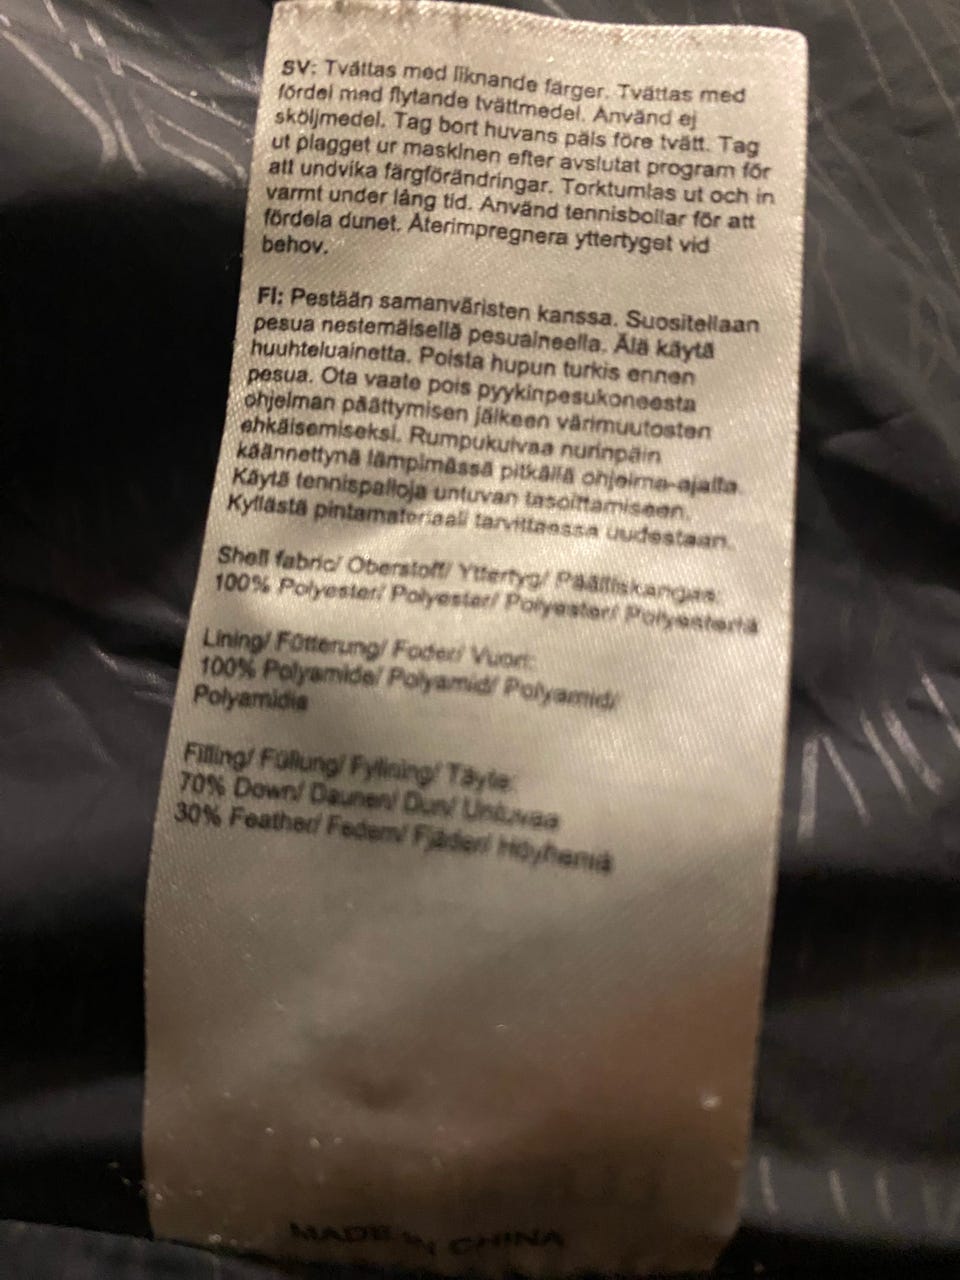 SV: Tvättas med liknande färger. Tvättas med
fördel med flytande tvättmedel. Använd ej
sköljmedel. Tag bort huvans päls före tvätt. Tag
ut plagget ur maskinen efter avslutat program för
att undvika färgförändringar. Torktumlas ut och in
varmt under lång tid. Använd tennisbollar för att
fördela dunet. Återimpregnera yttertyget vid
behov.
FI: Pestään samanväristen kanssa. Suositellaan
pesua nestemäisellä pesuaineella. Älä käytä
huuhteluainetta. Poista hupun turkis ennen
pesua. Ota vaate pois pyykinpesukoneesta
ohjelman päättymisen jälkeen värimuutosten
ehkäisemiseksi. Rumpukuivaa nurinpäin
käännettynä lämpimässä pitkällä ohjelma-ajalla.
Käytä tennispalloja untuvan tasoittamiseen.
Kyllästä pintamateriaali tarvittaessa uudestaan.
Shell fabric/ Oberstoff/ Yttertyg/ Päälliskangas:
100% Polyester/ Polyester/ Polyester/ Polyesteriä
Lining/ Fütterung/ Foder/ Vuori:
100% Polyamide/ Polyamid/ Polyamid/
Polyamidia
Filling/ Füllung/ Fyllning/ Täyte:
70% Down/ Daunen/ Dun/ Untuvaa
30% Feather/ Federn/ Fjäder/ Höyheniä
MADE IN CHINA